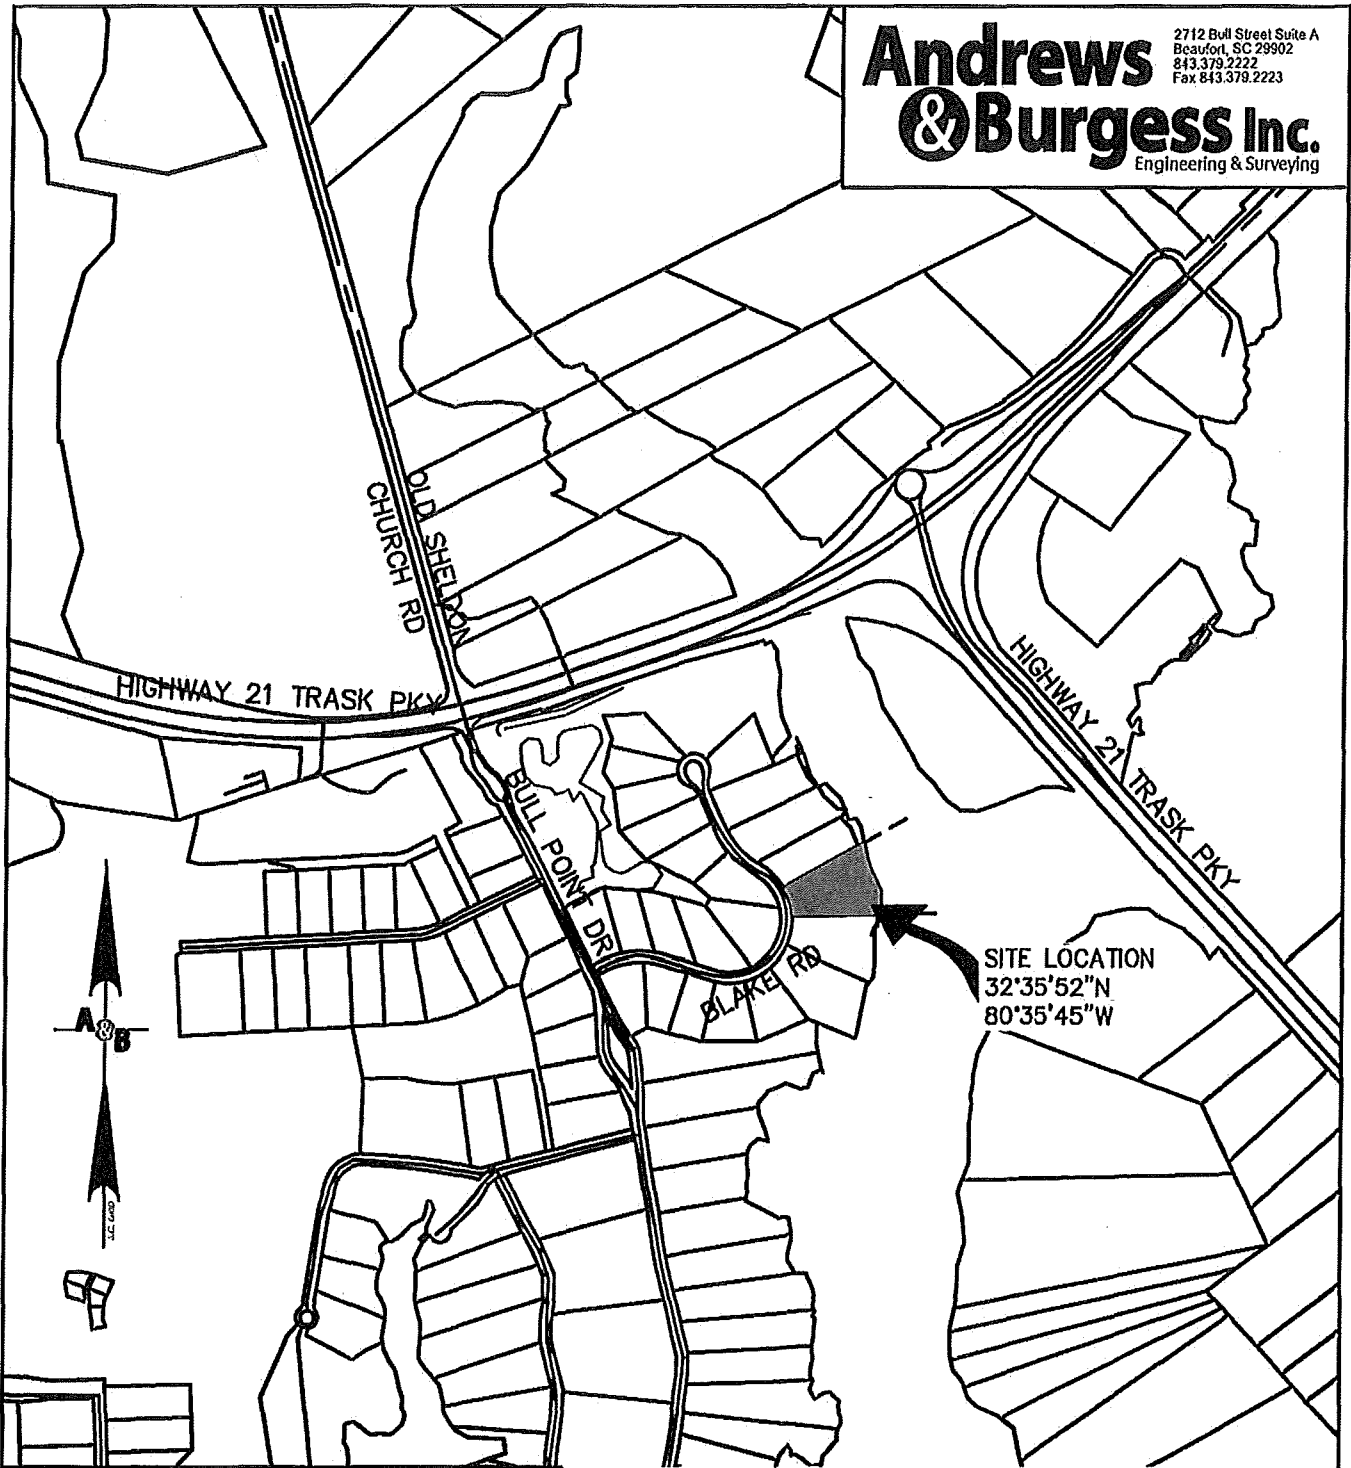 Andrews
& Burgess Inc.
Engineering & Surveying
2712 Bull Street Suite A
Beaufort, SC 29902
843.379.2222
Fax 843.379.2223
OLD SHELDON
CHURCH RD
HIGHWAY 21 TRASK PKY
HIGHWAY 21 TRASK PKY
BULL POINT DR
BLAKE RD
SITE LOCATION
32°35'52"N
80°35'45"W
A & B
S.C. GRID